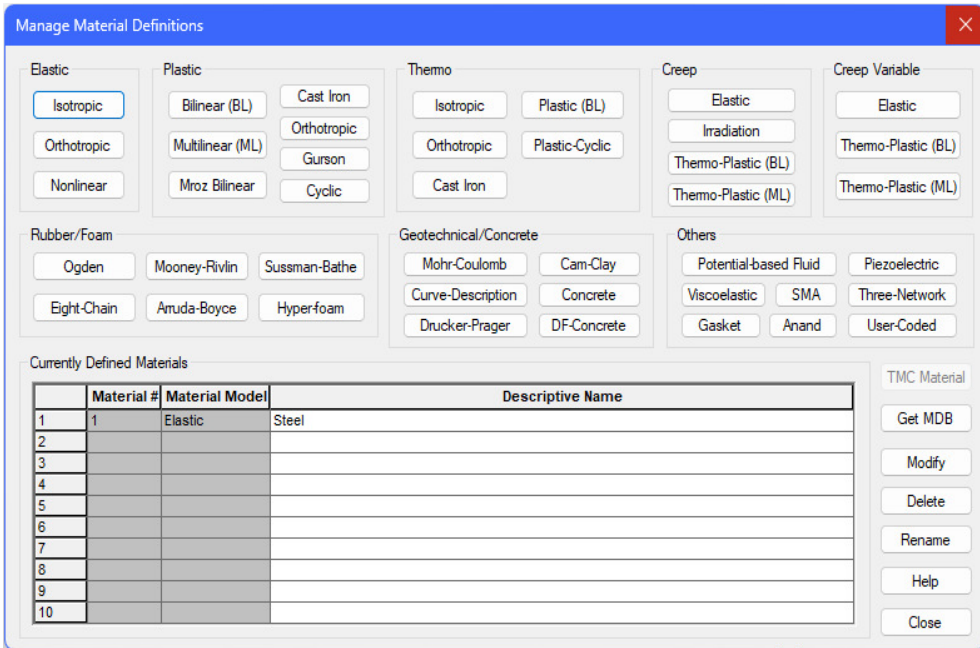 Manage Material Definitions
Elastic
Isotropic
Orthotropic
Nonlinear
Plastic
Bilinear (BL)
Multilinear (ML)
Mroz Bilinear
Cast Iron
Orthotropic
Gurson
Cyclic
Thermo
Isotropic
Plastic (BL)
Orthotropic
Plastic-Cyclic
Cast Iron
Creep
Elastic
Irradiation
Thermo-Plastic (BL)
Thermo-Plastic (ML)
Creep Variable
Elastic
Thermo-Plastic (BL)
Thermo-Plastic (ML)
Rubber/Foam
Ogden
Mooney-Rivlin
Sussman-Bathe
Eight-Chain
Arruda-Boyce
Hyper-foam
Geotechnical/Concrete
Mohr-Coulomb
Cam-Clay
Curve-Description
Concrete
Drucker-Prager
DF-Concrete
Others
Potential-based Fluid
Piezoelectric
Viscoelastic
SMA
Three-Network
Gasket
Anand
User-Coded
Currently Defined Materials
Material # Material Model Descriptive Name
1 1 Elastic Steel
2
3
4
5
6
7
8
9
10
TMC Material
Get MDB
Modify
Delete
Rename
Help
Close